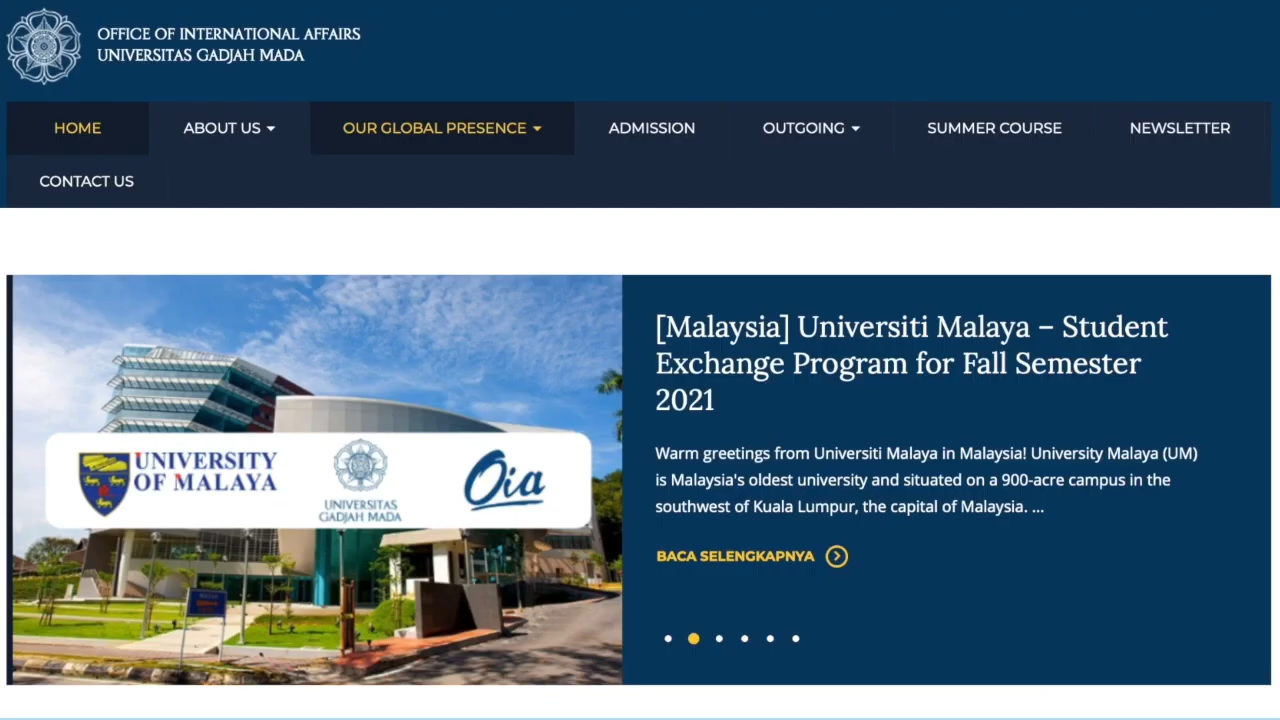 OFFICE OF INTERNATIONAL AFFAIRS
UNIVERSITAS GADJAH MADA
HOME
ABOUT US
OUR GLOBAL PRESENCE
ADMISSION
OUTGOING
SUMMER COURSE
NEWSLETTER
CONTACT US
UNIVERSITY
OF MALAYA
UNIVERSITAS
GADJAH MADA
Oia
[Malaysia] Universiti Malaya – Student
Exchange Program for Fall Semester
2021
Warm greetings from Universiti Malaya in Malaysia! University Malaya (UM)
is Malaysia's oldest university and situated on a 900-acre campus in the
southwest of Kuala Lumpur, the capital of Malaysia. ...
BACA SELENGKAPNYA